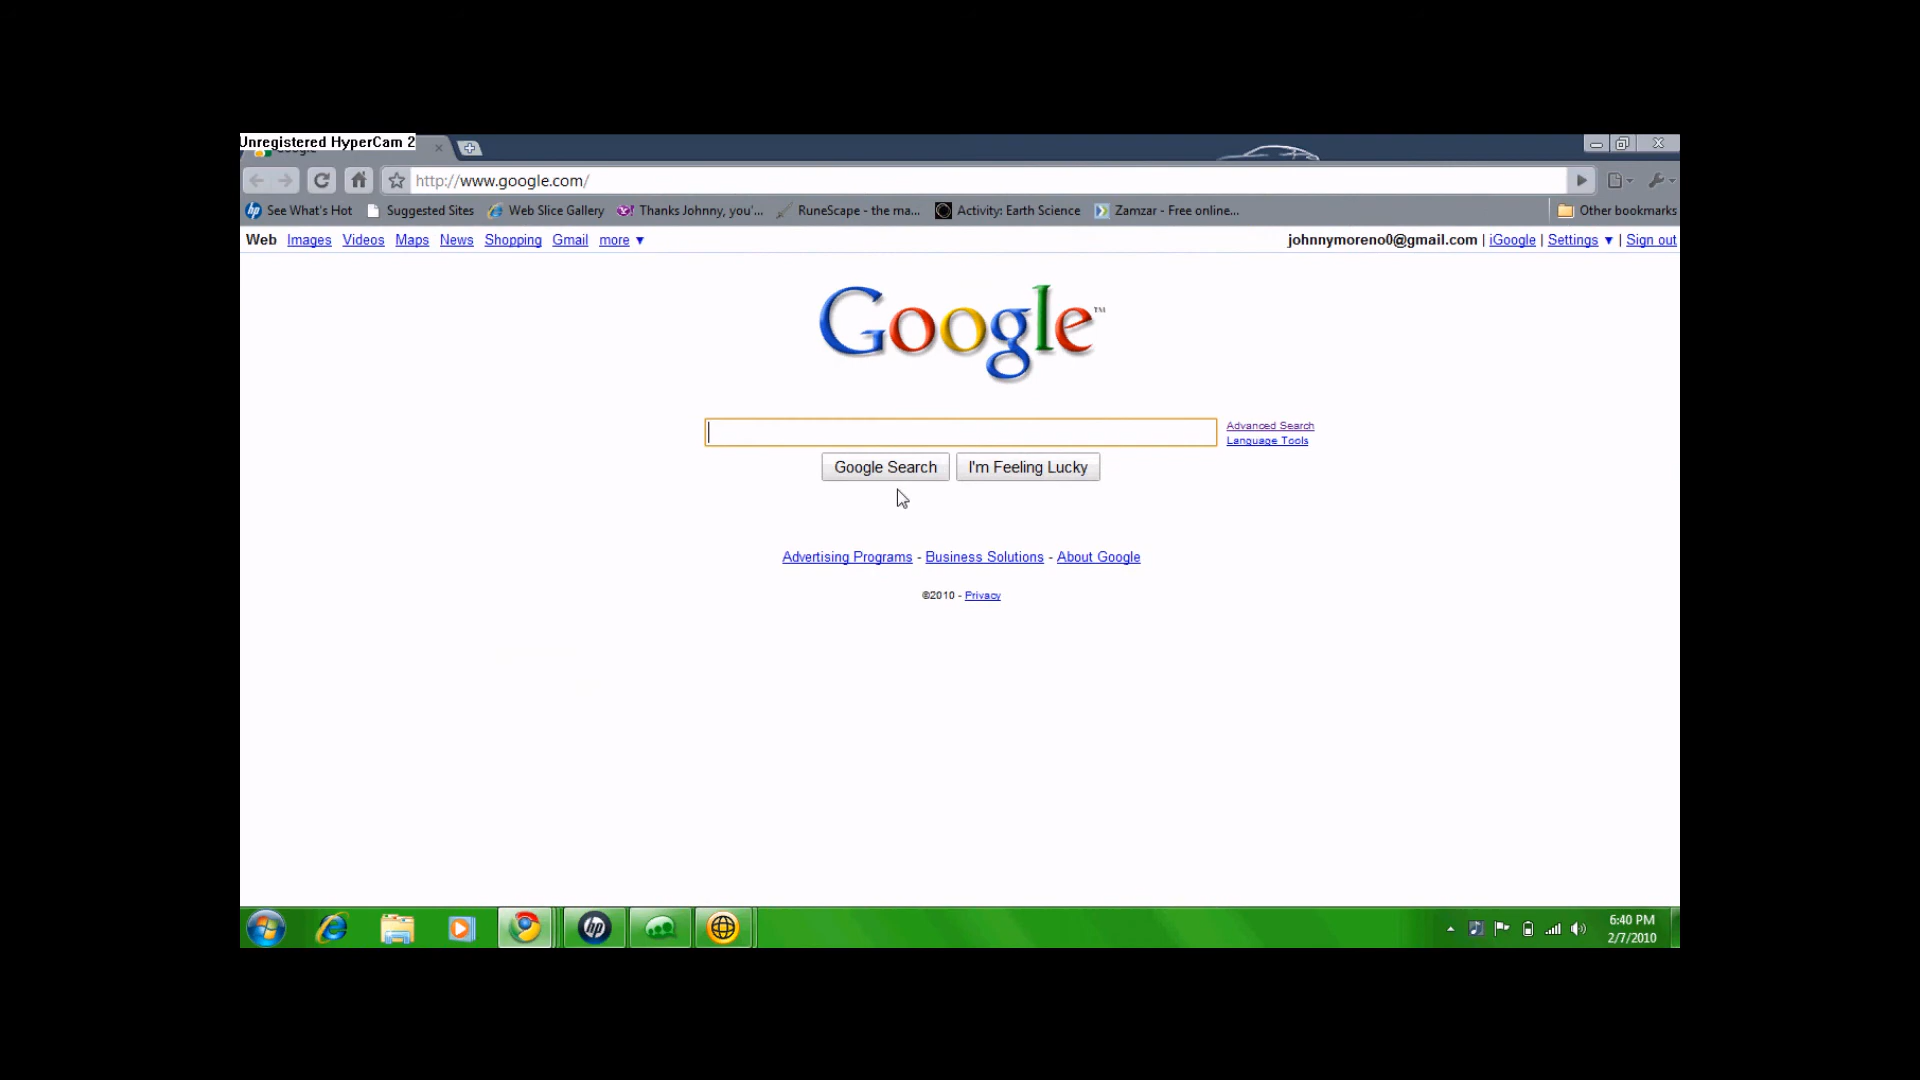 Unregistered HyperCam 2
http://www.google.com/
See What's Hot Suggested Sites Web Slice Gallery Thanks Johnny, you'... RuneScape - the ma... Activity: Earth Science Zamzar - Free online... Other bookmarks
Web Images Videos Maps News Shopping Gmail more ▼ johnnymoreno0@gmail.com | iGoogle | Settings ▼ | Sign out
Google™
Advanced Search
Language Tools
Google Search I'm Feeling Lucky
Advertising Programs - Business Solutions - About Google
©2010 - Privacy
6:40 PM
2/7/2010